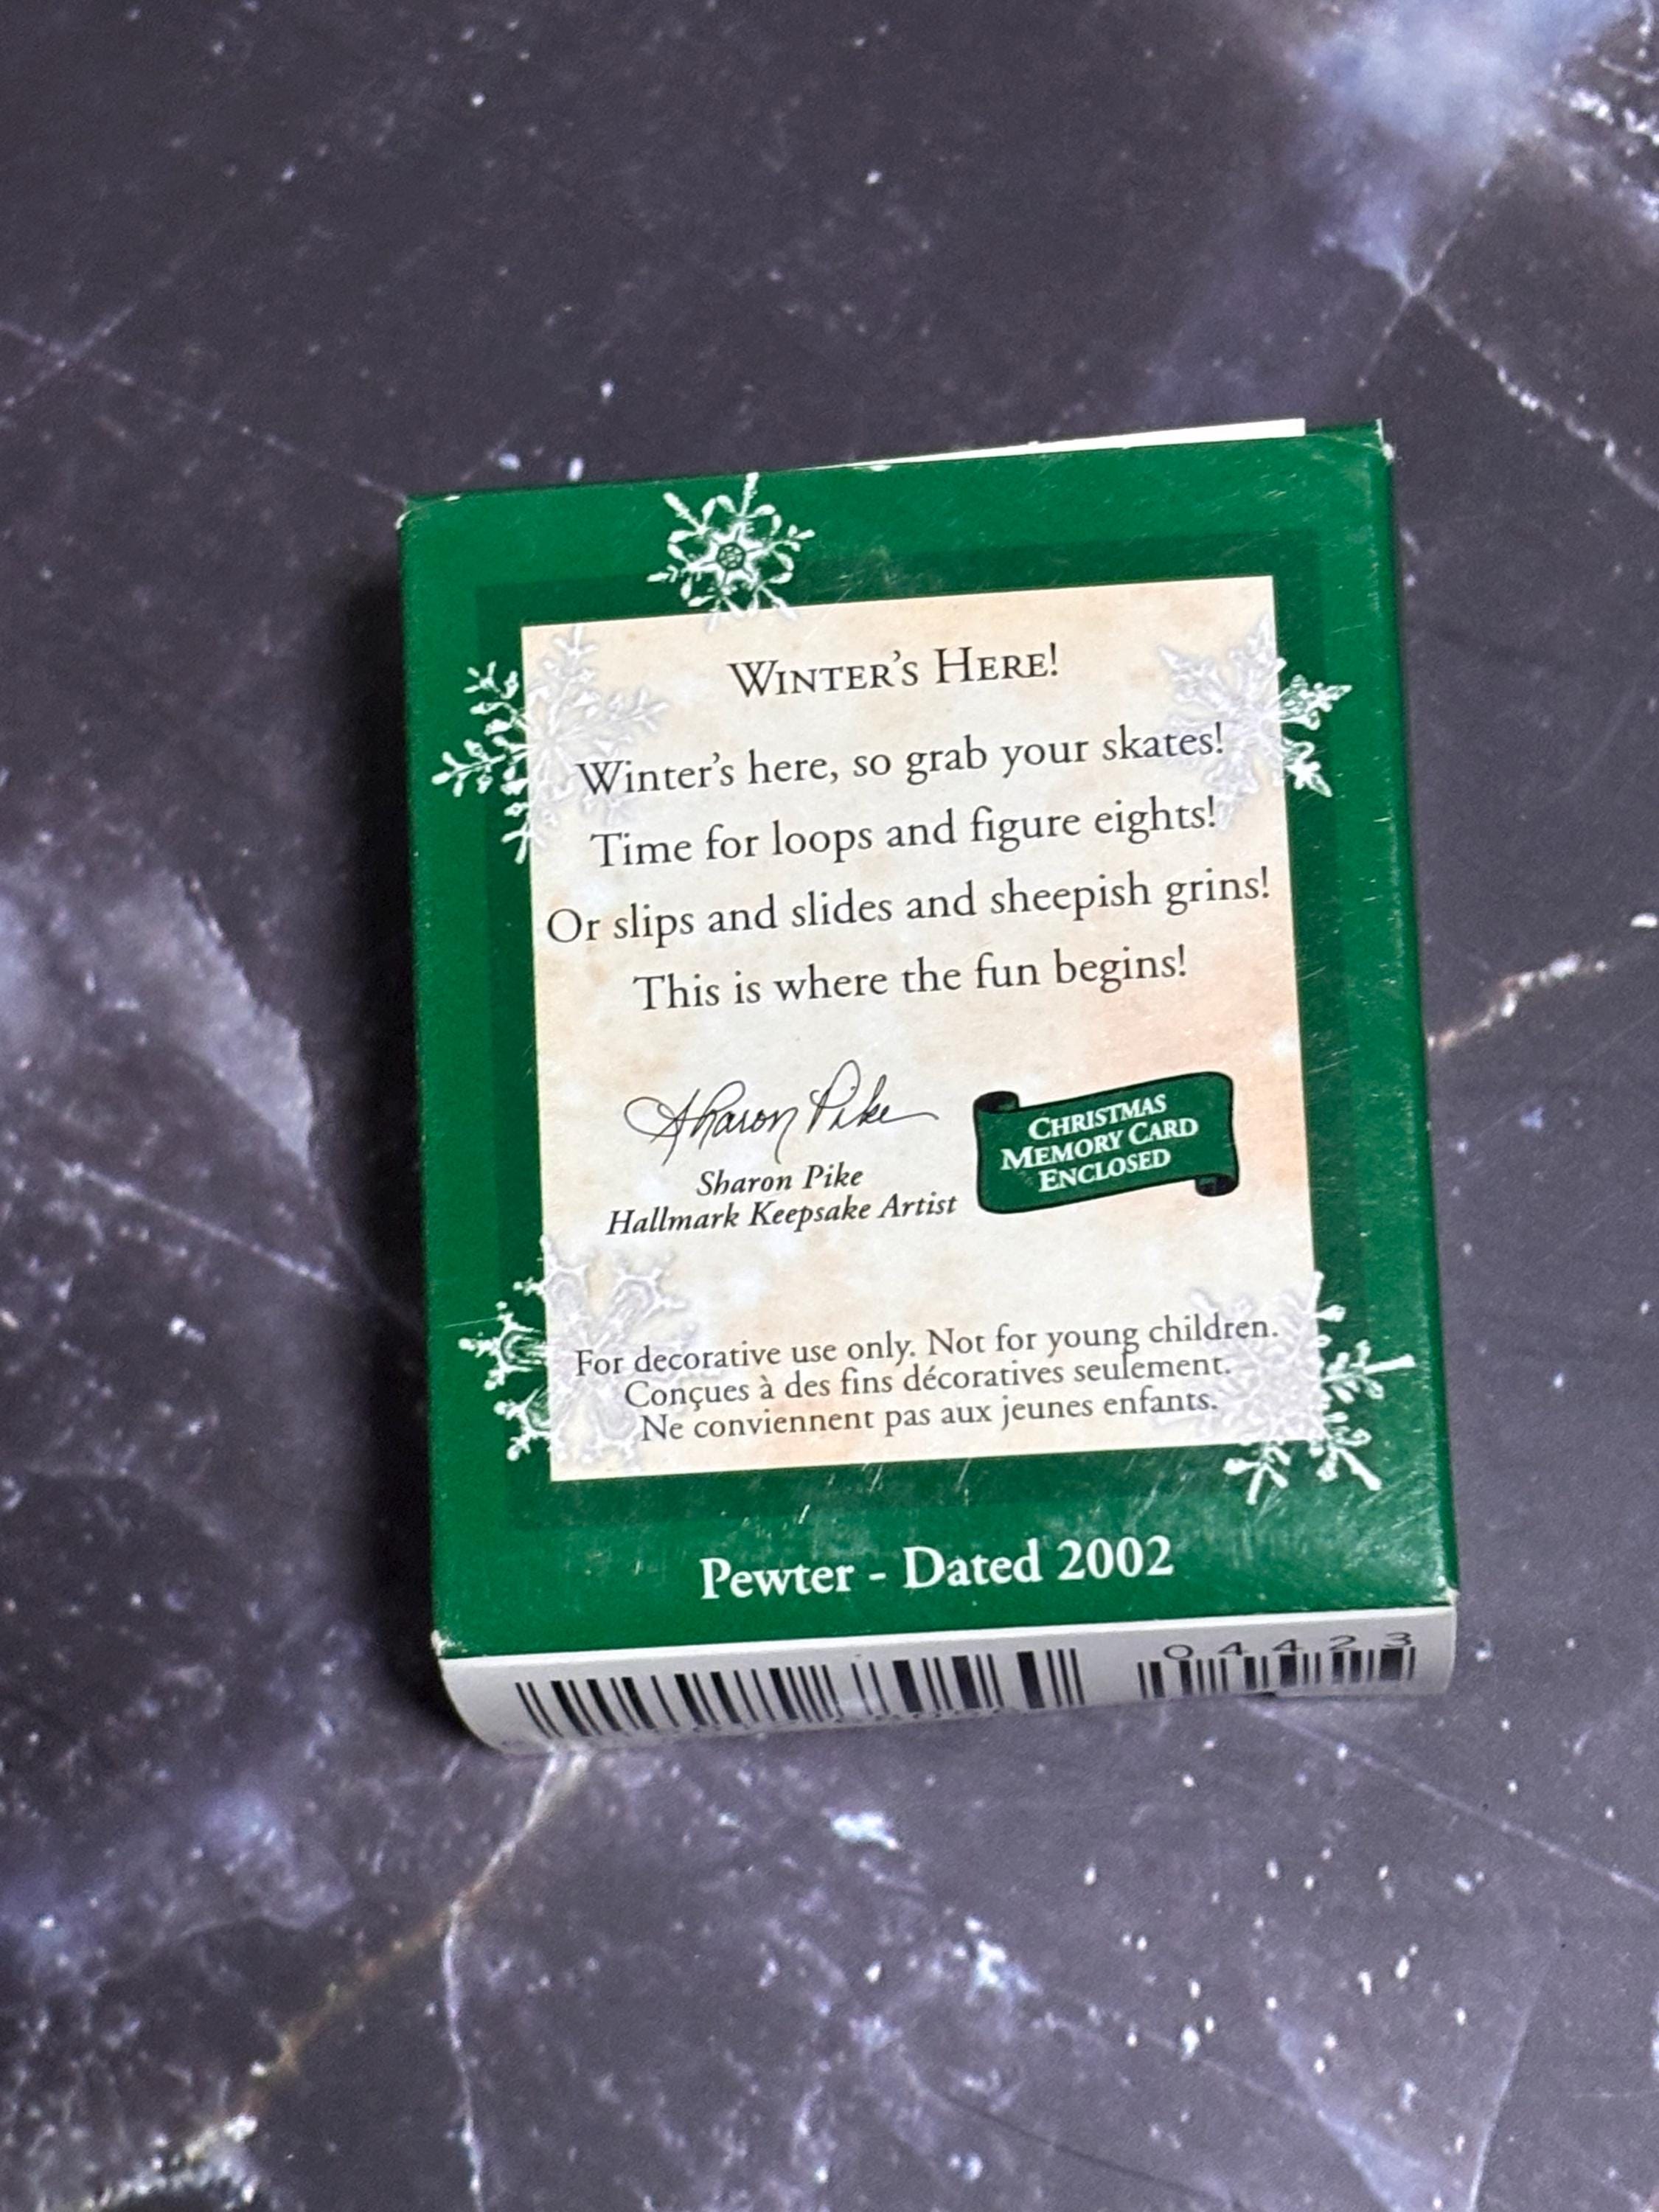 WINTER'S HERE!
Winter's here, so grab your skates!
Time for loops and figure eights!
Or slips and slides and sheepish grins!
This is where the fun begins!
Sharon Pike
Sharon Pike
Hallmark Keepsake Artist
CHRISTMAS
MEMORY CARD
ENCLOSED
For decorative use only. Not for young children.
Conçues à des fins décoratives seulement.
Ne conviennent pas aux jeunes enfants.
Pewter - Dated 2002
04423